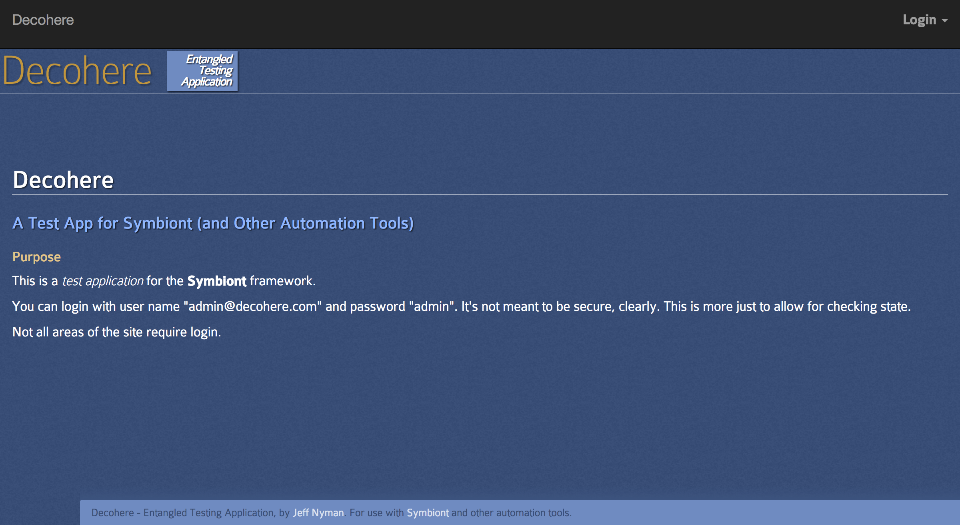 Decohere
Login
Decohere
Entangled
Testing
Application
Decohere
A Test App for Symbiont (and Other Automation Tools)
Purpose
This is a test application for the Symbiont framework.
You can login with user name "admin@decohere.com" and password "admin". It's not meant to be secure, clearly. This is more just to allow for checking state.
Not all areas of the site require login.
Decohere - Entangled Testing Application, by Jeff Nyman. For use with Symbiont and other automation tools.